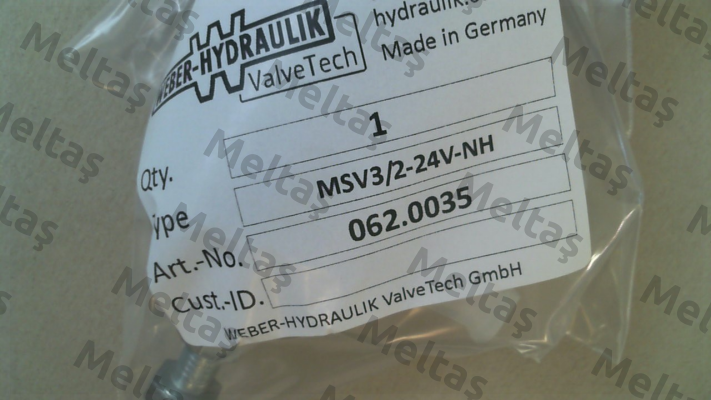 WEBER-HYDRAULIK
ValveTech
hydraulik.
Made in Germany
Qty. 1
Type MSV3/2-24V-NH
Art.-No. 062.0035
Cust.-ID.
WEBER-HYDRAULIK ValveTech GmbH
Meltaş